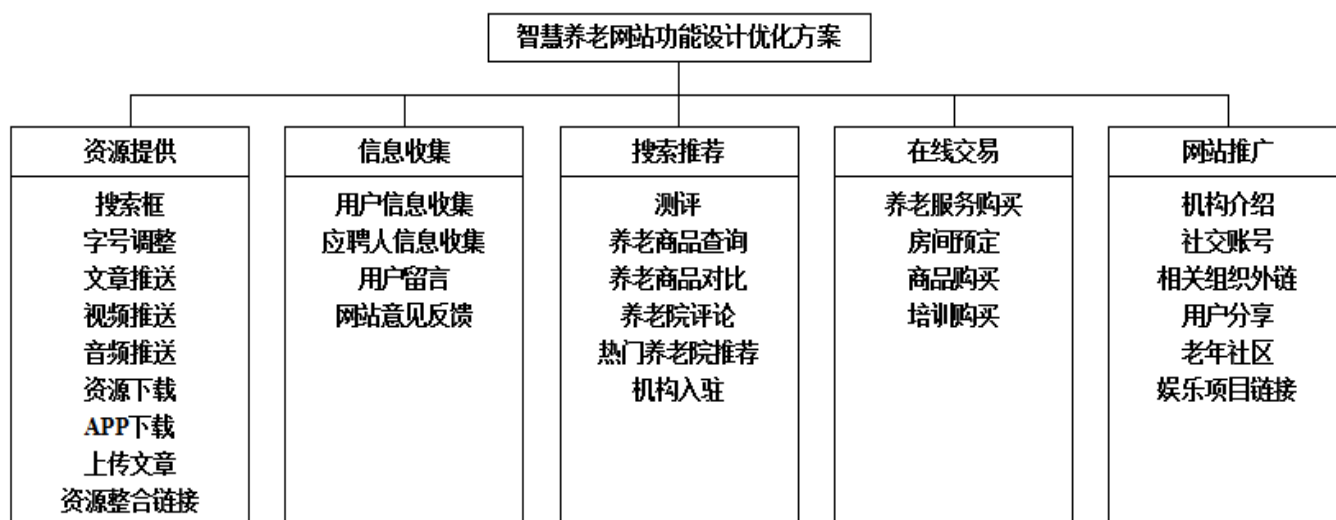 智慧养老网站功能设计优化方案
资源提供
搜索框
字号调整
文章推送
视频推送
音频推送
资源下载
APP下载
上传文章
资源整合链接
信息收集
用户信息收集
应聘人信息收集
用户留言
网站意见反馈
搜索推荐
测评
养老商品查询
养老商品对比
养老院评论
热门养老院推荐
机构入驻
在线交易
养老服务购买
房间预定
商品购买
培训购买
网站推广
机构介绍
社交账号
相关组织外链
用户分享
老年社区
娱乐项目链接